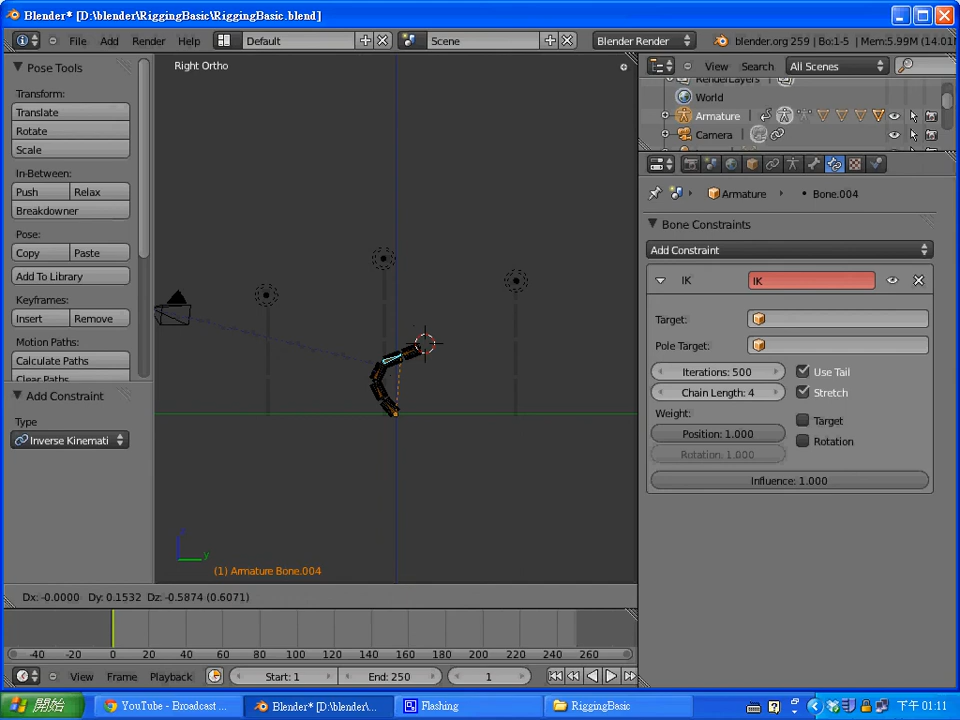 Blender* [D:\blender\RiggingBasic\RiggingBasic.blend]
File Add Render Help Default Scene Blender Render blender.org 259 | Bo:1-5 | Mem:5.99M (14.01
Pose Tools
Transform:
Translate
Rotate
Scale
In-Between:
Push Relax
Breakdowner
Pose:
Copy Paste
Add To Library
Keyframes:
Insert Remove
Motion Paths:
Calculate Paths
Clear Paths
Add Constraint
Type
Inverse Kinemati
Right Ortho
z
y
(1) Armature Bone.004
Dx: -0.0000 Dy: 0.1532 Dz: -0.5874 (0.6071)
View Search All Scenes
RenderLayers
World
Armature
Camera
Armature Bone.004
Bone Constraints
Add Constraint
IK IK
Target:
Pole Target:
Iterations: 500 Use Tail
Chain Length: 4 Stretch
Weight:
Position: 1.000 Target
Rotation: 1.000 Rotation
Influence: 1.000
-40 -20 0 20 40 60 80 100 120 140 160 180 200 220 240 260
View Frame Playback Start: 1 End: 250 1
開始 YouTube - Broadcast ... Blender* [D:\blender\... Flashing RiggingBasic 下午 01:11